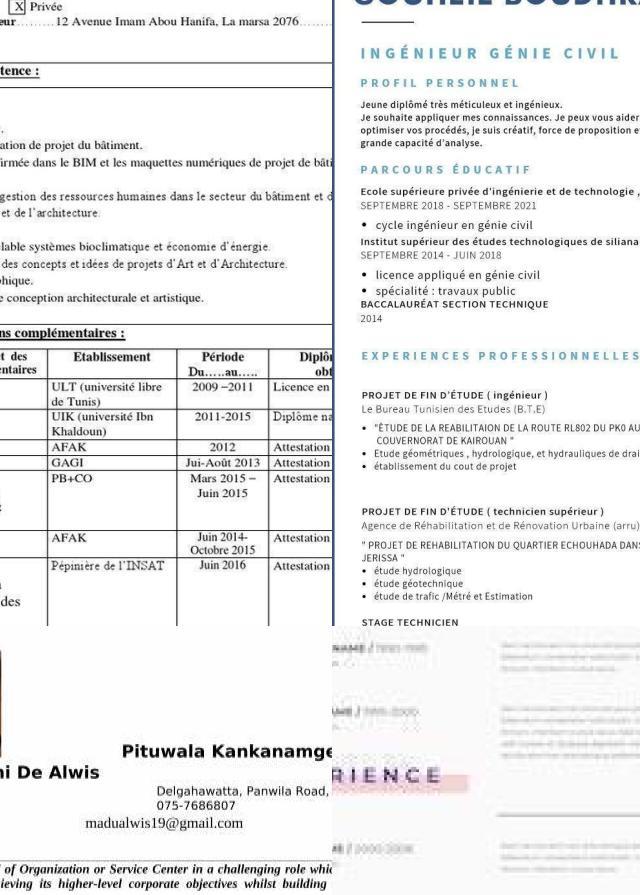 X Privée
eur.........12 Avenue Imam Abou Hanifa, La marsa 2076.........
tence :
ation de projet du bâtiment.
irmée dans le BIM et les maquettes numériques de projet de bâti
gestion des ressources humaines dans le secteur du bâtiment et d
et de l'architecture.
lable systèmes bioclimatique et économie d'énergie.
des concepts et idées de projets d'Art et d'Architecture.
hique.
e conception architecturale et artistique.
ns complémentaires :
et des
entaires
Etablissement
Période
Du…..au…..
Diplôm
obt
ULT (université libre
de Tunis)
2009 –2011
Licence en
UIK (université Ibn
Khaldoun)
2011-2015
Diplôme na
AFAK
2012
Attestation
GAGI
Jui-Août 2013
Attestation
PB+CO
Mars 2015 –
Juin 2015
Attestation
AFAK
Juin 2014-
Octobre 2015
Attestation
Pépinière de l'INSAT
Juin 2016
Attestation
des
INGÉNIEUR GÉNIE CIVIL
PROFIL PERSONNEL
Jeune diplômé très méticuleux et ingénieux.
Je souhaite appliquer mes connaissances. Je peux vous aider
optimiser vos procédés, je suis créatif, force de proposition e
grande capacité d'analyse.
PARCOURS ÉDUCATIF
Ecole supérieure privée d'ingénierie et de technologie ,
SEPTEMBRE 2018 - SEPTEMBRE 2021
• cycle ingénieur en génie civil
Institut supérieur des études technologiques de siliana
SEPTEMBRE 2014 - JUIN 2018
• licence appliqué en génie civil
• spécialité : travaux public
BACCALAURÉAT SECTION TECHNIQUE
2014
EXPERIENCES PROFESSIONNELLES
PROJET DE FIN D'ÉTUDE ( ingénieur )
Le Bureau Tunisien des Etudes (B.T.E)
• "ÉTUDE DE LA REABILITAION DE LA ROUTE RL802 DU PK0 AU
COUVERNORAT DE KAIROUAN "
• Etude géométriques , hydrologique, et hydrauliques de drai
• établissement du cout de projet
PROJET DE FIN D'ÉTUDE ( technicien supérieur )
Agence de Réhabilitation et de Rénovation Urbaine (arru)
" PROJET DE REHABILITATION DU QUARTIER ECHOUHADA DANS
JERISSA "
• étude hydrologique
• étude géotechnique
• étude de trafic /Métré et Estimation
STAGE TECHNICIEN
Pituwala Kankanamge
ni De Alwis
Delgahawatta, Panwila Road,
075-7686807
madualwis19@gmail.com
l of Organization or Service Center in a challenging role whic
ieving its higher-level corporate objectives whilst building
RIENCE